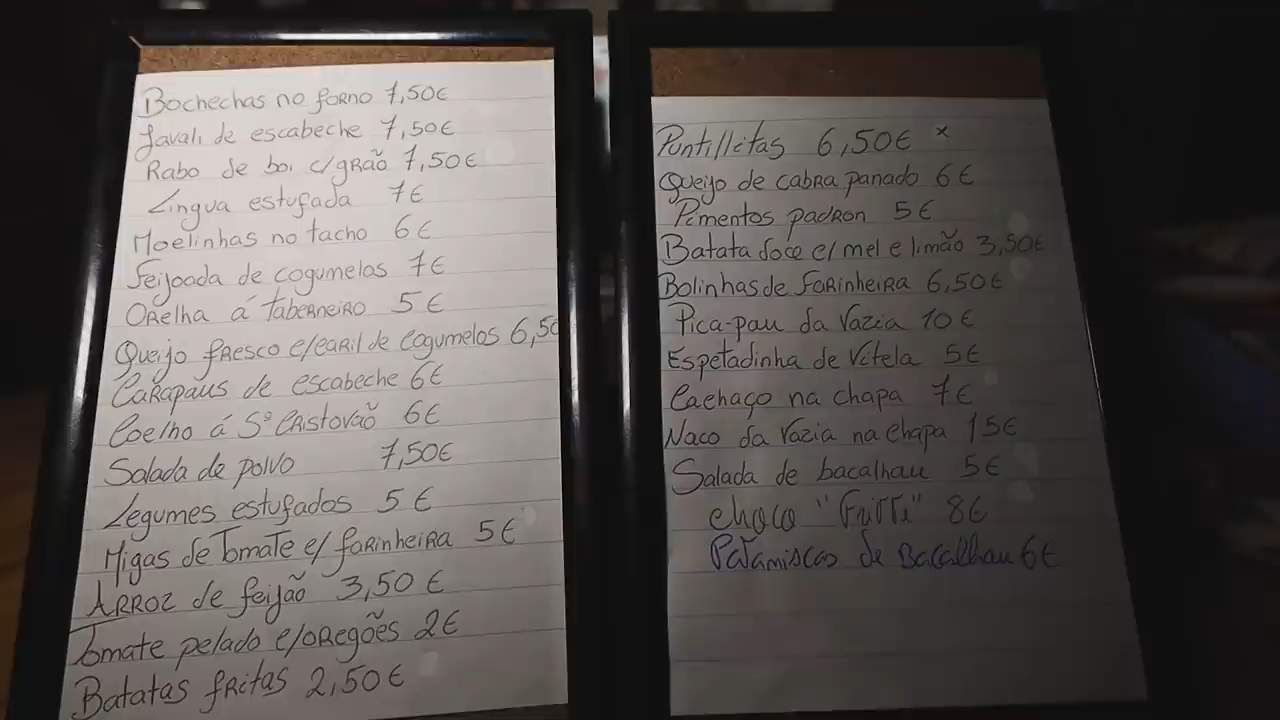 Bochechas no forno 7,50€
Javali de escabeche 7,50€
Rabo de boi c/grão 7,50€
Língua estufada 7€
Moelinhas no tacho 6€
Feijoada de cogumelos 7€
Orelha á taberneiro 5€
Queijo fresco c/caril de cogumelos 6,50
Carapaus de escabeche 6€
Coelho á Sº Cristovão 6€
Salada de polvo 7,50€
Legumes estufados 5€
Migas de Tomate c/ farinheira 5€
Arroz de feijão 3,50€
Tomate pelado c/oregões 2€
Batatas fritas 2,50€
Puntillitas 6,50€ x
Queijo de cabra panado 6€
Pimentos padron 5€
Batata doce c/ mel e limão 3,50€
Bolinhas de farinheira 6,50€
Pica-pau da vazia 10€
Espetadinha de Vitela 5€
Cachaço na chapa 7€
Naco da vazia na chapa 15€
Salada de bacalhau 5€
Choco "Fritti" 8€
Pataniscas de Bacalhau 6€